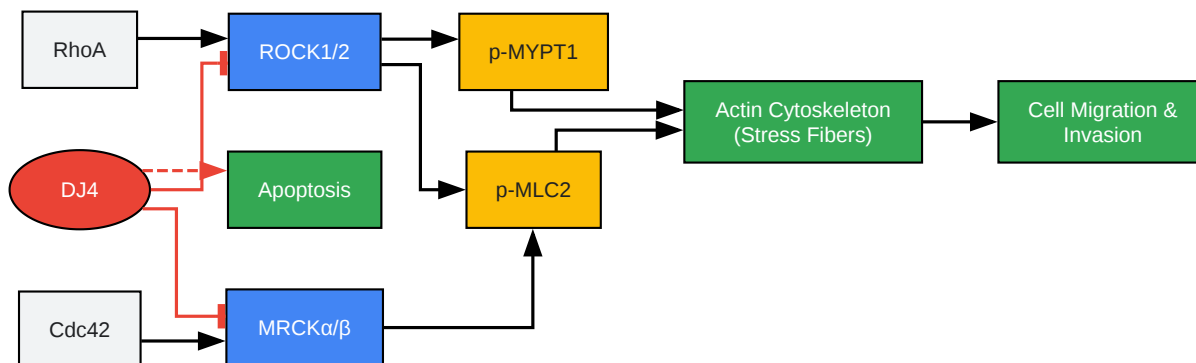 RhoA
ROCK1/2
p-MYPT1
Actin Cytoskeleton
(Stress Fibers)
Cell Migration &
Invasion
DJ4
Apoptosis
p-MLC2
Cdc42
MRCKα/β